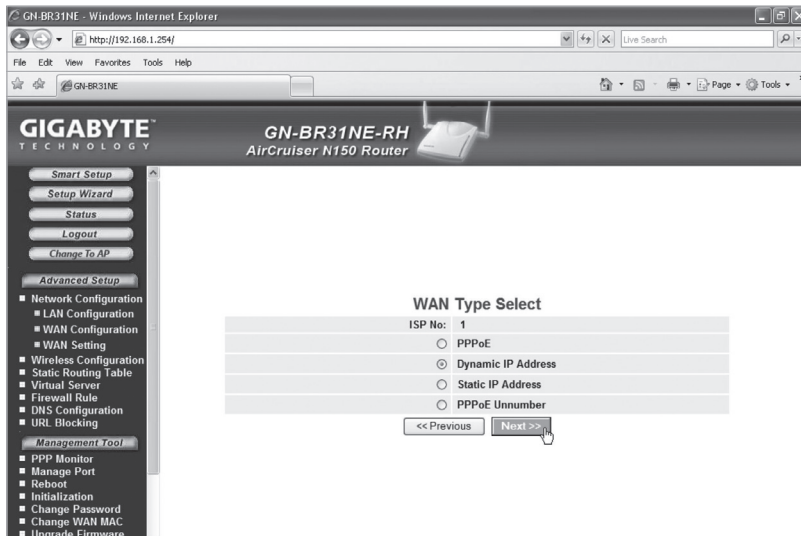 GN-BR31NE - Windows Internet Explorer
http://192.168.1.254/
Live Search
File Edit View Favorites Tools Help
GN-BR31NE
Page Tools
GIGABYTE™
TECHNOLOGY
GN-BR31NE-RH
AirCruiser N150 Router
Smart Setup
Setup Wizard
Status
Logout
Change To AP
Advanced Setup
Network Configuration
LAN Configuration
WAN Configuration
WAN Setting
Wireless Configuration
Static Routing Table
Virtual Server
Firewall Rule
DNS Configuration
URL Blocking
Management Tool
PPP Monitor
Manage Port
Reboot
Initialization
Change Password
Change WAN MAC
Upgrade Firmware
WAN Type Select
ISP No: 1
PPPoE
Dynamic IP Address
Static IP Address
PPPoE Unnumber
<< Previous Next >>